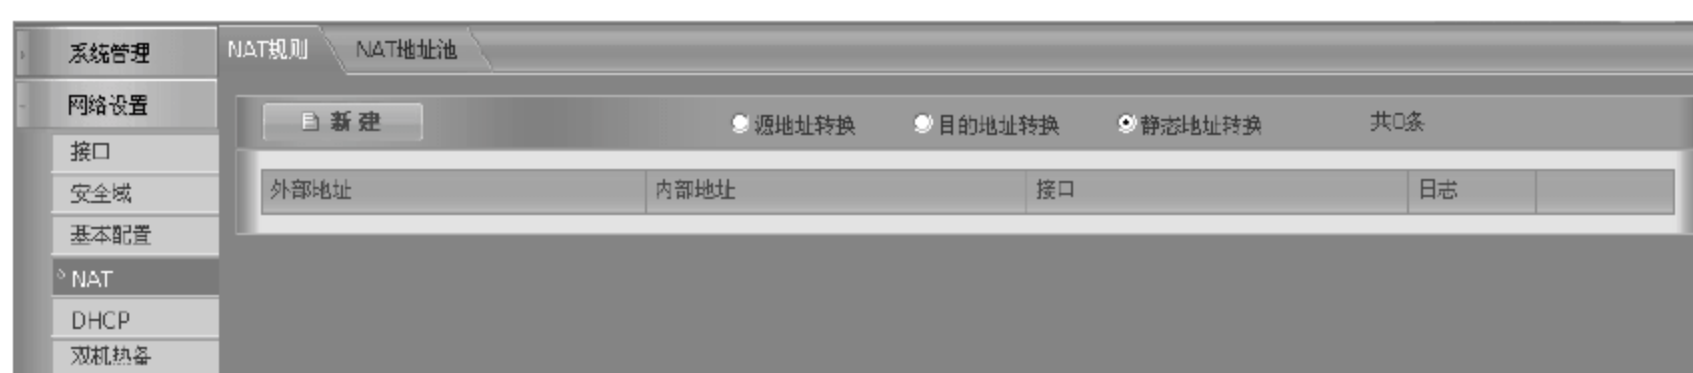 系统管理
网络设置
接口
安全域
基本配置
NAT
DHCP
双机热备
NAT规则 NAT地址池
新建 源地址转换 目的地址转换 静态地址转换 共0条
外部地址 内部地址 接口 日志